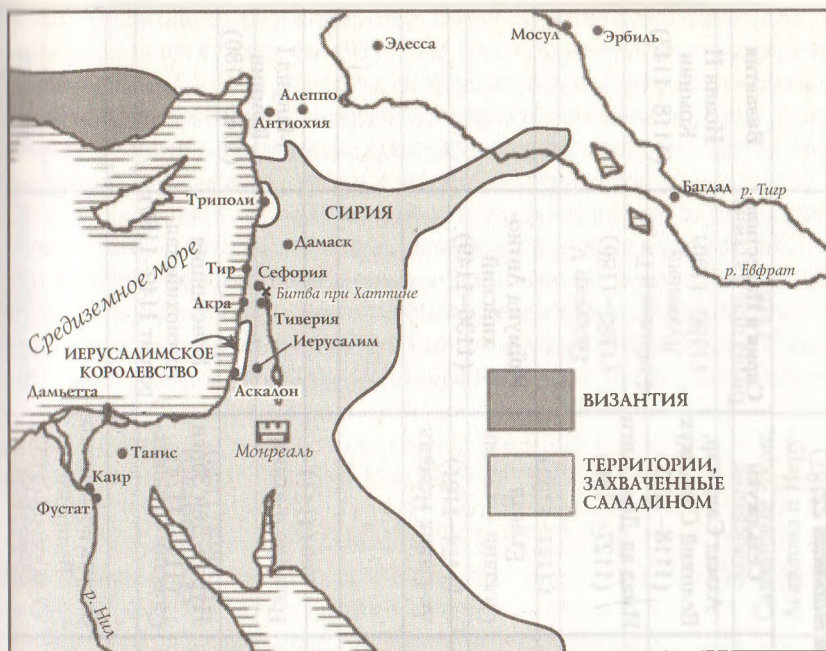 Мосул
Эрбиль
Эдесса
Алеппо
Антиохия
Багдад
р. Тигр
Триполи
СИРИЯ
Дамаск
р. Евфрат
Средиземное море
Тир
Сефория
Битва при Хаттине
Акра
Тиверия
ИЕРУСАЛИМСКОЕ
КОРОЛЕВСТВО
Иерусалим
Дамьетта
Аскалон
ВИЗАНТИЯ
Танис
Монреаль
ТЕРРИТОРИИ,
ЗАХВАЧЕННЫЕ
САЛАДИНОМ
Каир
Фустат
р. Нил